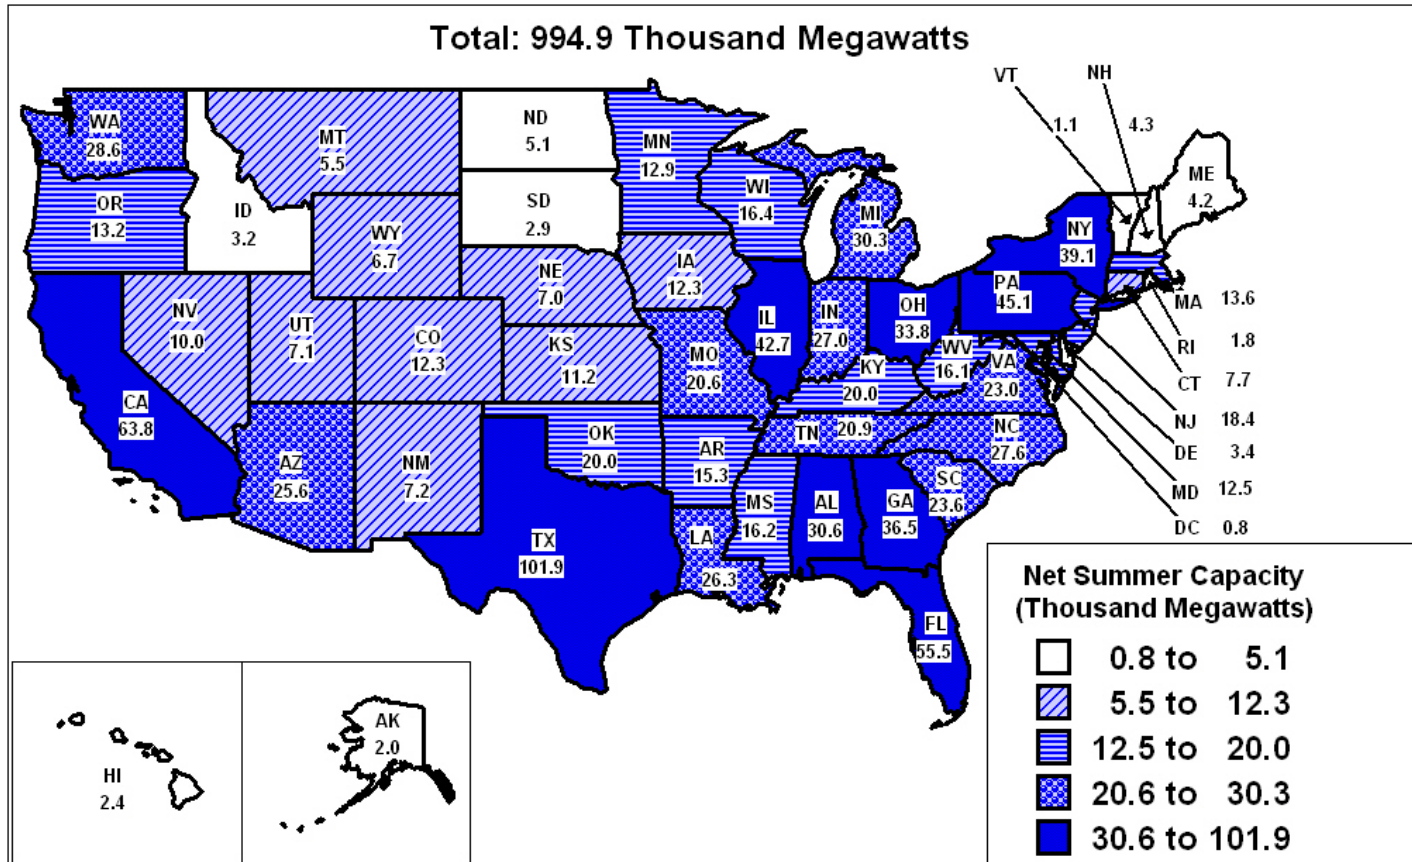 Total: 994.9 Thousand Megawatts
VT
NH
1.1
4.3
WA
28.6
MT
5.5
ND
5.1
MN
12.9
ME
4.2
OR
13.2
ID
3.2
WY
6.7
SD
2.9
WI
16.4
MI
30.3
NY
39.1
NE
7.0
IA
12.3
PA
45.1
MA 13.6
NV
10.0
UT
7.1
CO
12.3
KS
11.2
MO
20.6
IL
42.7
IN
27.0
OH
33.8
WV
16.1
VA
23.0
RI 1.8
CT 7.7
KY
20.0
NJ 18.4
CA
63.8
DE 3.4
TN 20.9
NC
27.6
MD 12.5
DC 0.8
AZ
25.6
NM
7.2
OK
20.0
AR
15.3
SC
23.6
MS
16.2
AL
30.6
GA
36.5
TX
101.9
LA
26.3
FL
55.5
HI
2.4
AK
2.0
Net Summer Capacity
(Thousand Megawatts)
0.8 to 5.1
5.5 to 12.3
12.5 to 20.0
20.6 to 30.3
30.6 to 101.9